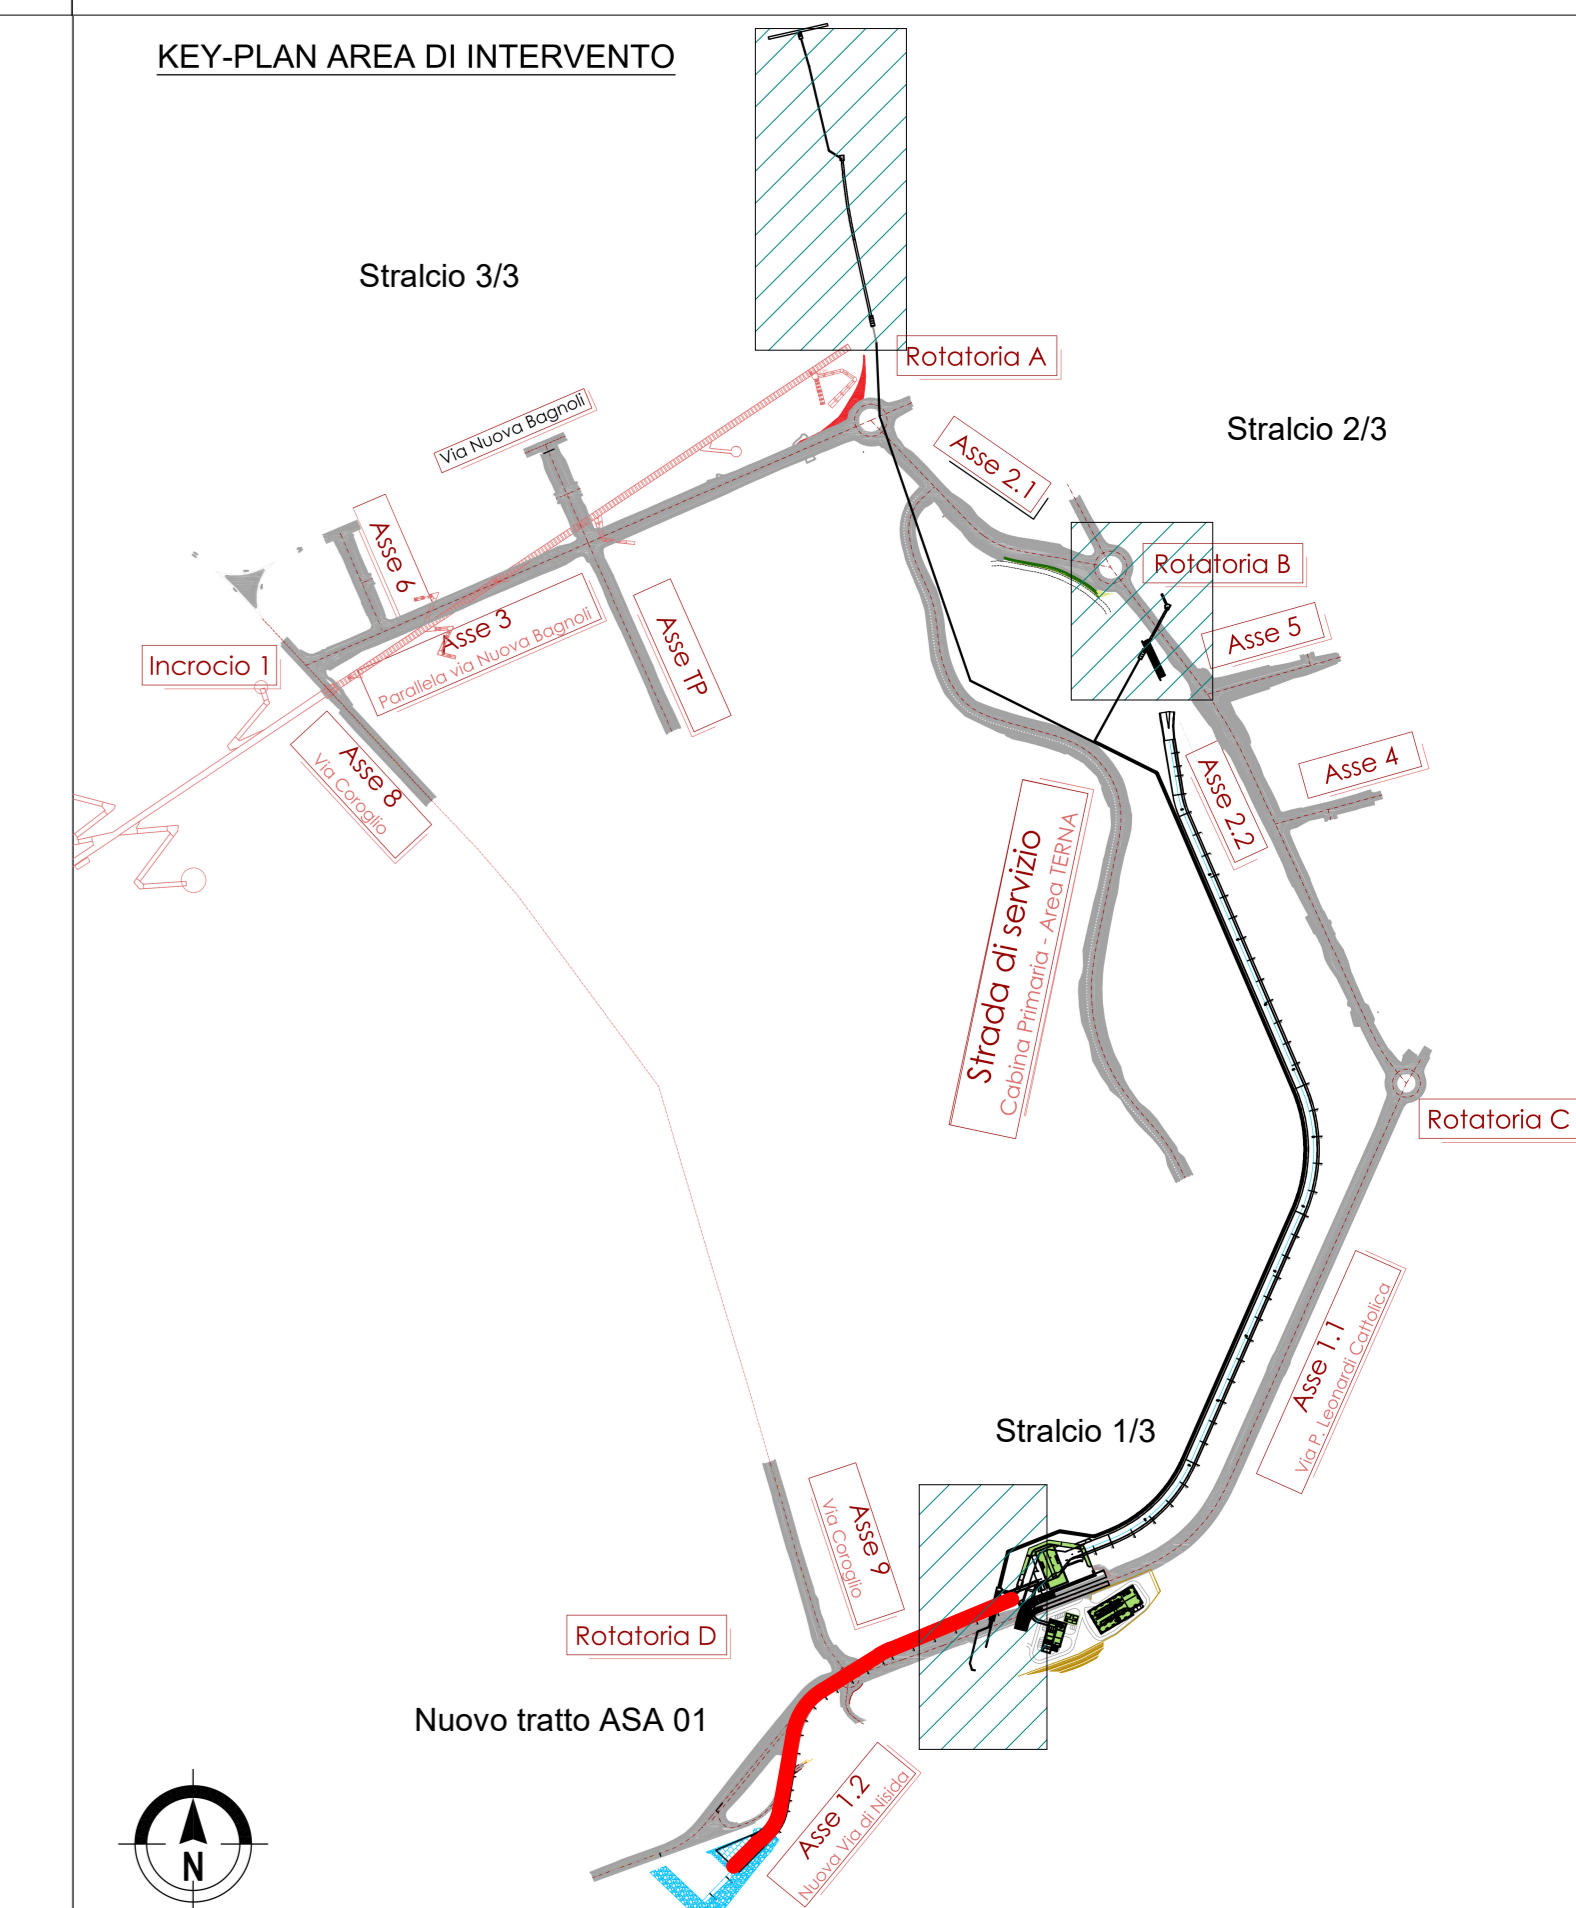 KEY-PLAN AREA DI INTERVENTO
Stralcio 3/3
Rotatoria A
Via Nuova Bagnoli
Stralcio 2/3
Asse 2.1
Asse 6
Rotatoria B
Asse 3
Parallela via Nuova Bagnoli
Asse TP
Asse 5
Incrocio 1
Asse 8
Via Coroglio
Asse 4
Asse 2.2
Strada di servizio
Cabina Primaria - Area TERNA
Rotatoria C
Asse 1.1
Via P. Leonardi Cattolica
Stralcio 1/3
Asse 9
Via Coroglio
Rotatoria D
Nuovo tratto ASA 01
Asse 1.2
Nuova Via di Nisida
N